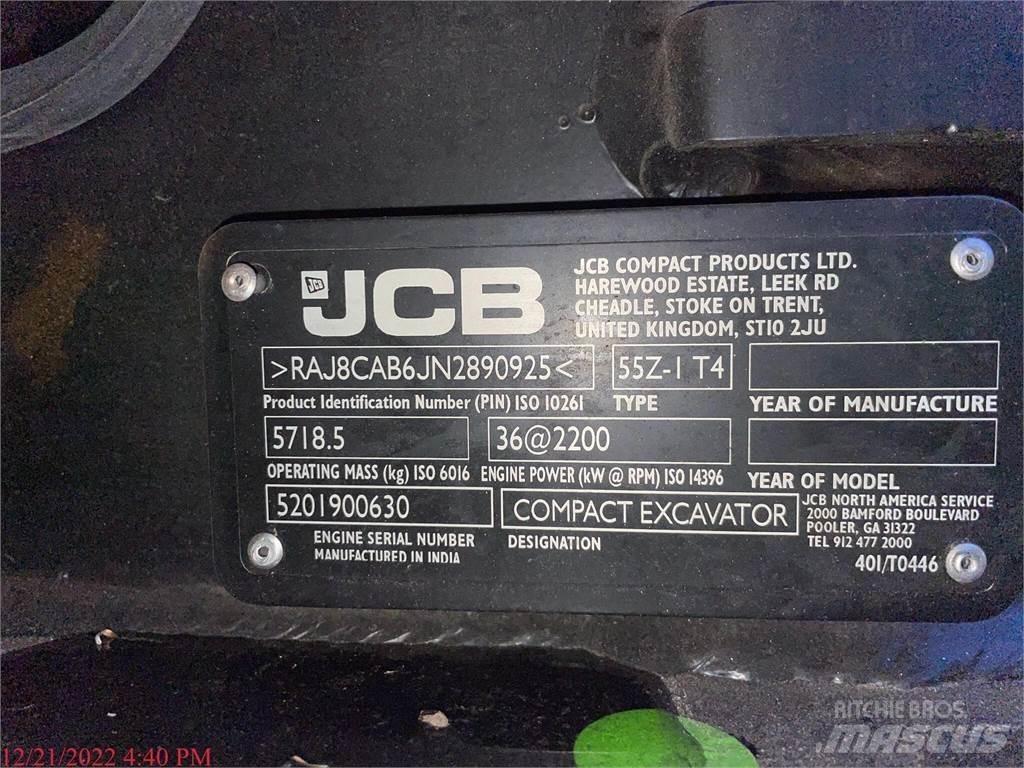 JCB
JCB
JCB COMPACT PRODUCTS LTD.
HAREWOOD ESTATE, LEEK RD
CHEADLE, STOKE ON TRENT,
UNITED KINGDOM, ST10 2JU
>RAJ8CAB6JN2890925<
55Z-1 T4
Product Identification Number (PIN) ISO 10261
TYPE
YEAR OF MANUFACTURE
5718.5
36@2200
OPERATING MASS (kg) ISO 6016
ENGINE POWER (kW @ RPM) ISO 14396
YEAR OF MODEL
5201900630
COMPACT EXCAVATOR
JCB NORTH AMERICA SERVICE
2000 BAMFORD BOULEVARD
POOLER, GA 31322
TEL 912 477 2000
ENGINE SERIAL NUMBER
MANUFACTURED IN INDIA
DESIGNATION
401/T0446
RITCHIE BROS.
MASCUS
12/21/2022 4:40 PM